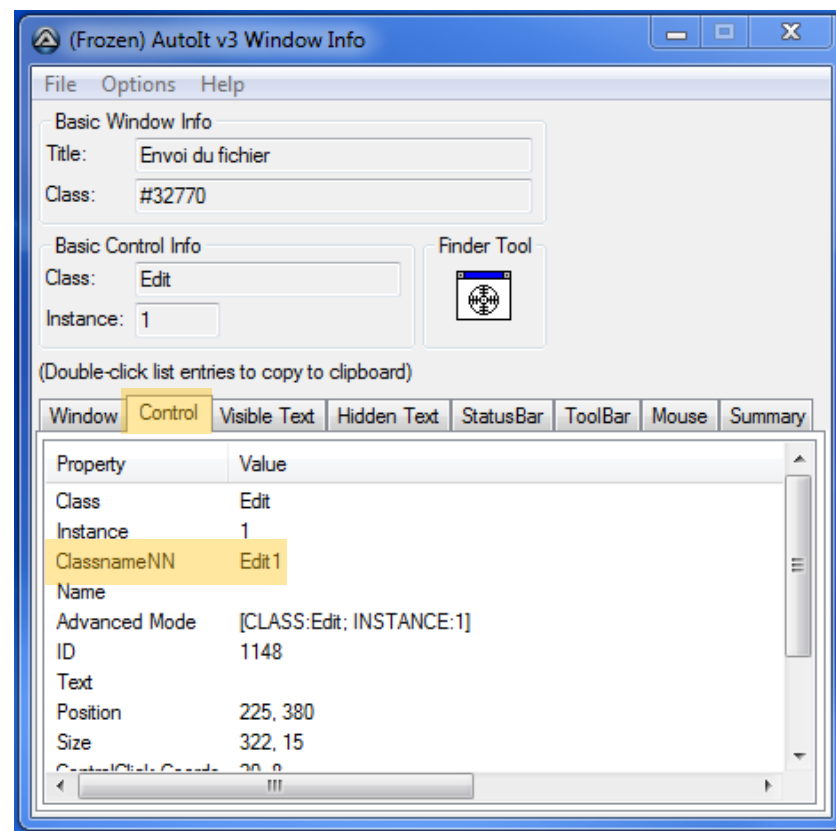 (Frozen) AutoIt v3 Window Info
File Options Help
Basic Window Info
Title: Envoi du fichier
Class: #32770
Basic Control Info
Finder Tool
Class: Edit
Instance: 1
(Double-click list entries to copy to clipboard)
Window Control Visible Text Hidden Text StatusBar ToolBar Mouse Summary
Property Value
Class Edit
Instance 1
ClassnameNN Edit1
Name
Advanced Mode [CLASS:Edit; INSTANCE:1]
ID 1148
Text
Position 225, 380
Size 322, 15